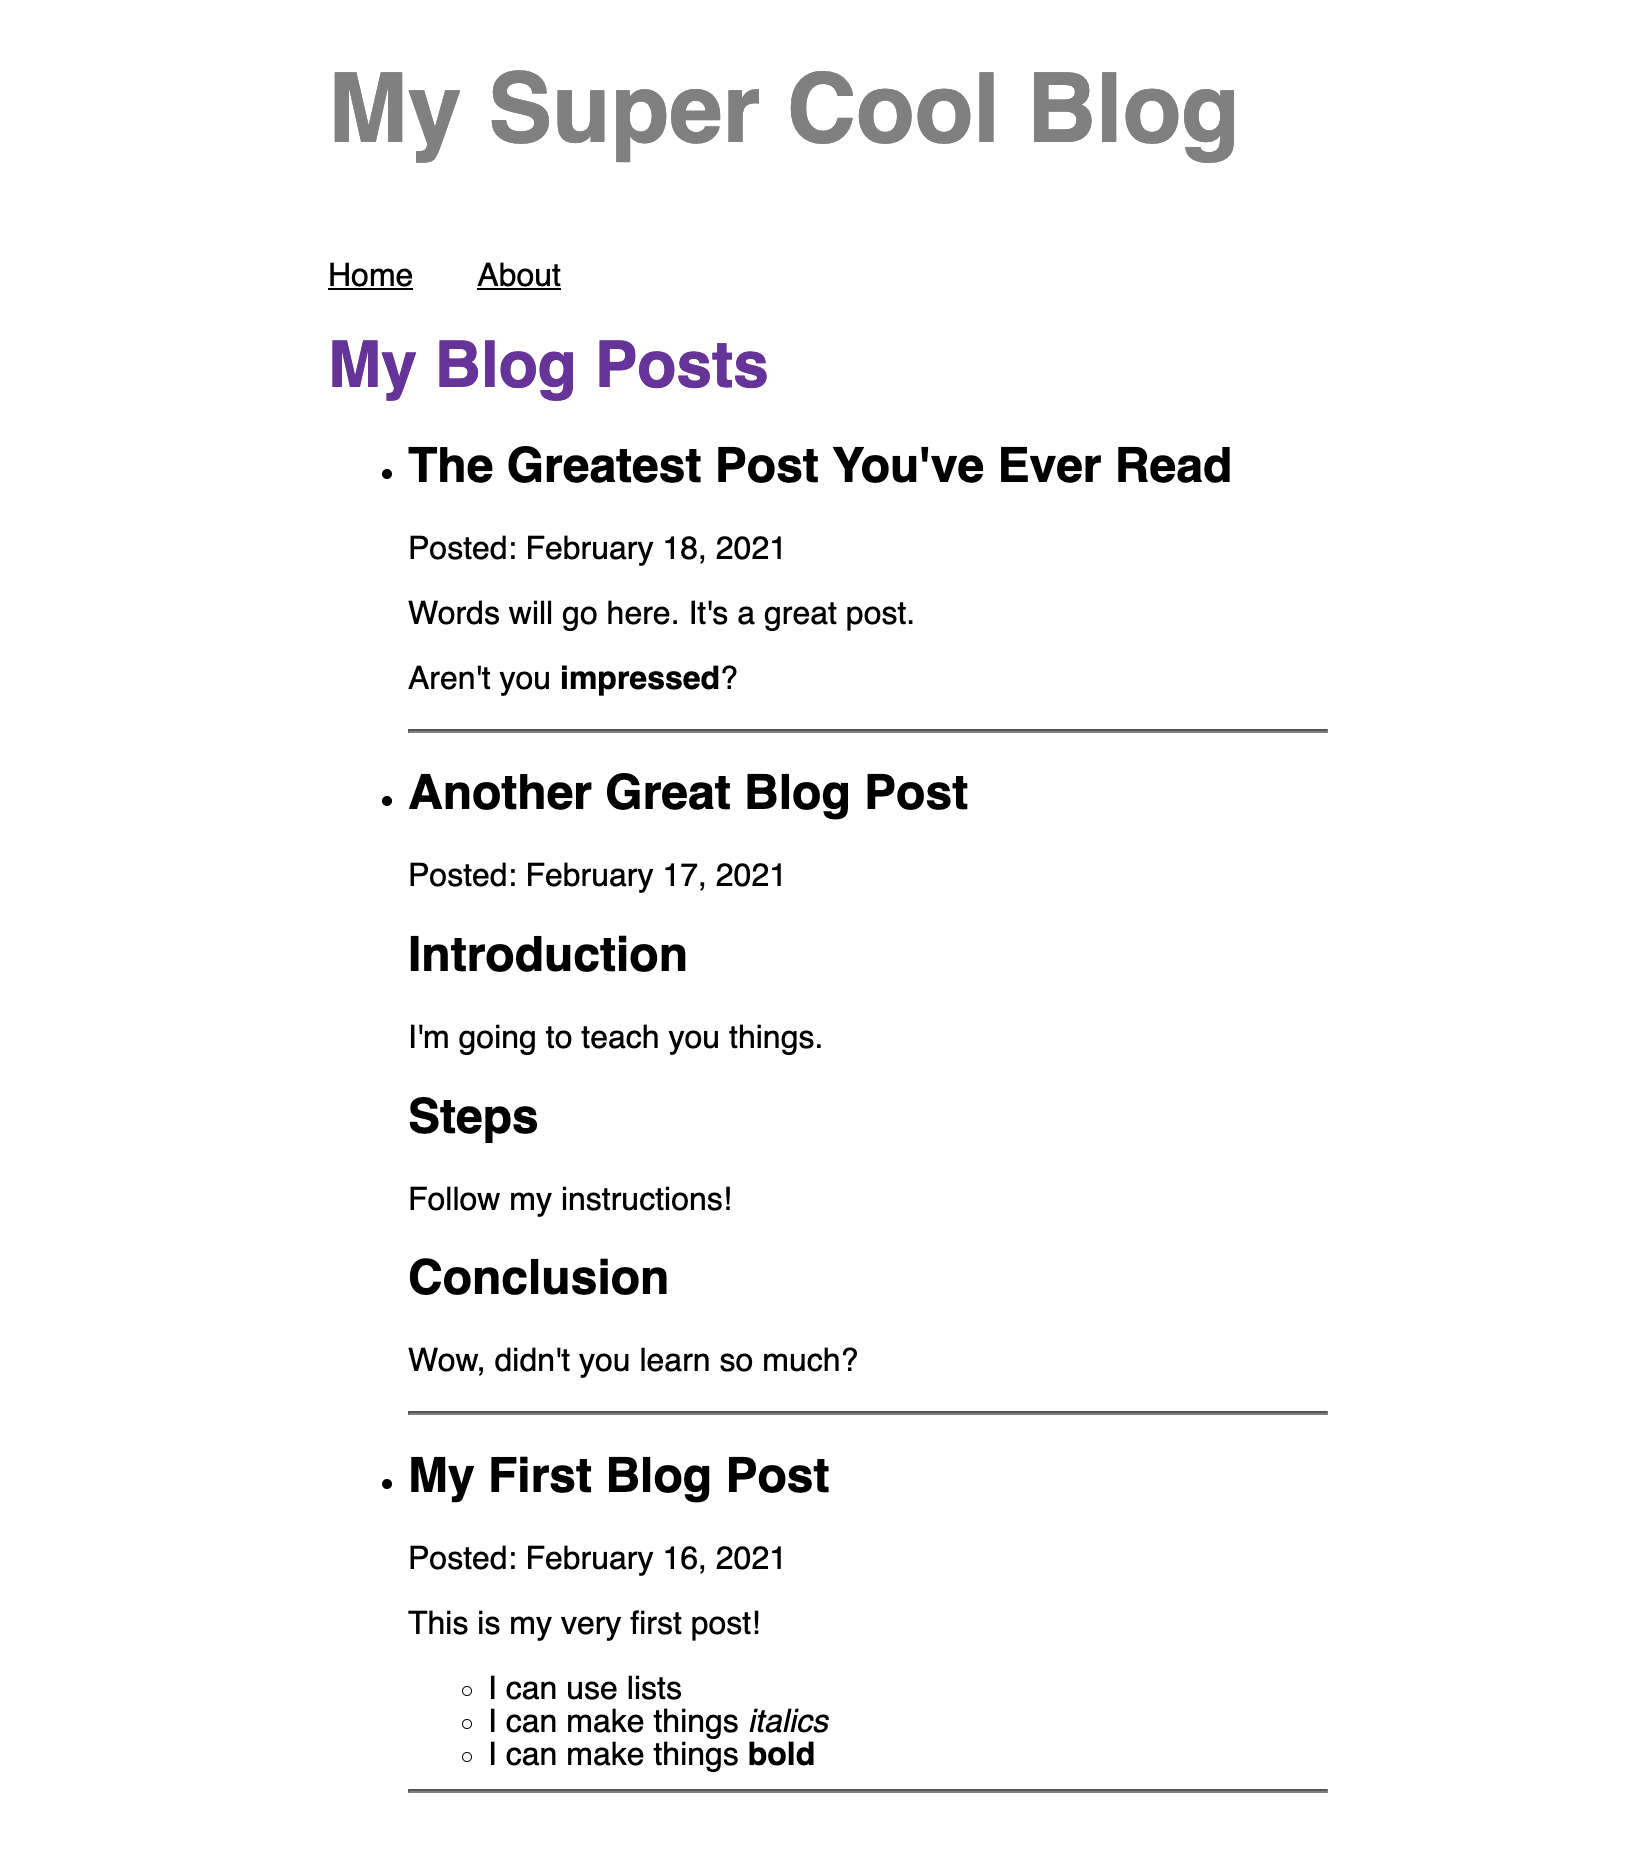 My Super Cool Blog
Home About
My Blog Posts
The Greatest Post You've Ever Read
Posted: February 18, 2021
Words will go here. It's a great post.
Aren't you impressed?
Another Great Blog Post
Posted: February 17, 2021
Introduction
I'm going to teach you things.
Steps
Follow my instructions!
Conclusion
Wow, didn't you learn so much?
My First Blog Post
Posted: February 16, 2021
This is my very first post!
I can use lists
I can make things italics
I can make things bold